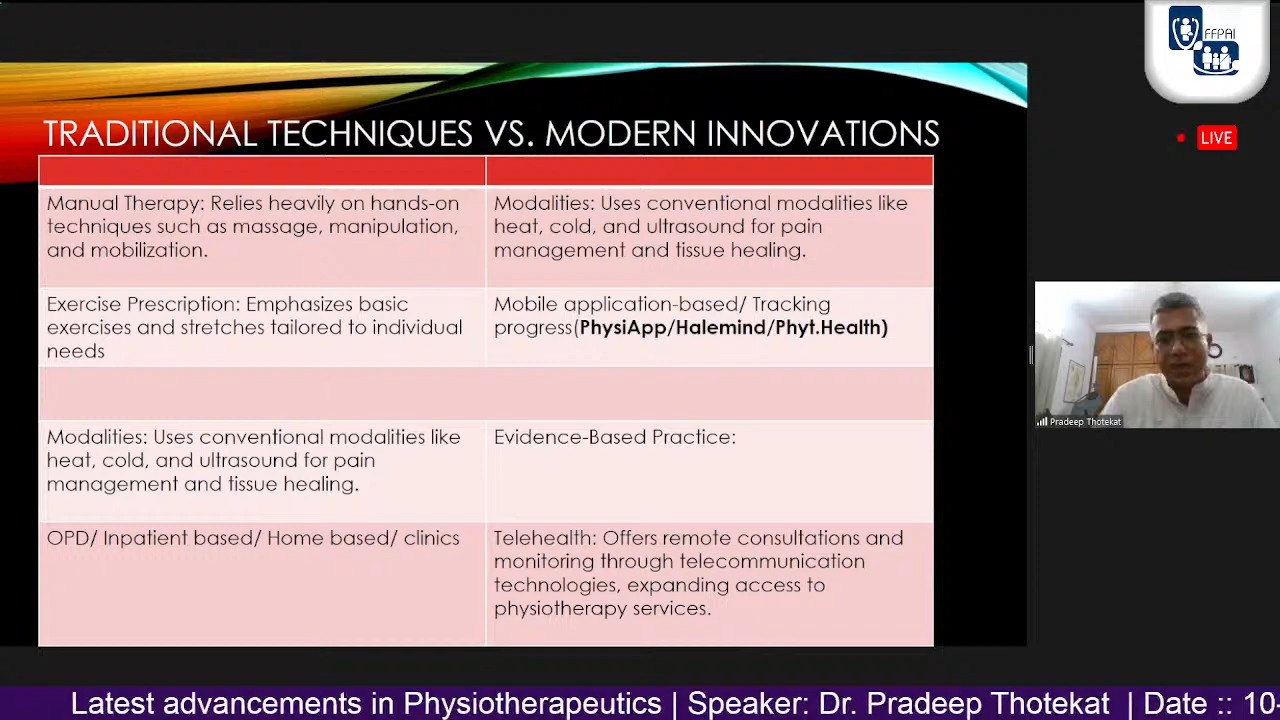 FFPAI
LIVE
TRADITIONAL TECHNIQUES VS. MODERN INNOVATIONS
Manual Therapy: Relies heavily on hands-on
techniques such as massage, manipulation,
and mobilization.
Modalities: Uses conventional modalities like
heat, cold, and ultrasound for pain
management and tissue healing.
Exercise Prescription: Emphasizes basic
exercises and stretches tailored to individual
needs
Mobile application-based/ Tracking
progress(PhysiApp/Halemind/Phyt.Health)
Modalities: Uses conventional modalities like
heat, cold, and ultrasound for pain
management and tissue healing.
Evidence-Based Practice:
OPD/ Inpatient based/ Home based/ clinics
Telehealth: Offers remote consultations and
monitoring through telecommunication
technologies, expanding access to
physiotherapy services.
Pradeep Thotekat
Latest advancements in Physiotherapeutics | Speaker: Dr. Pradeep Thotekat | Date :: 10-